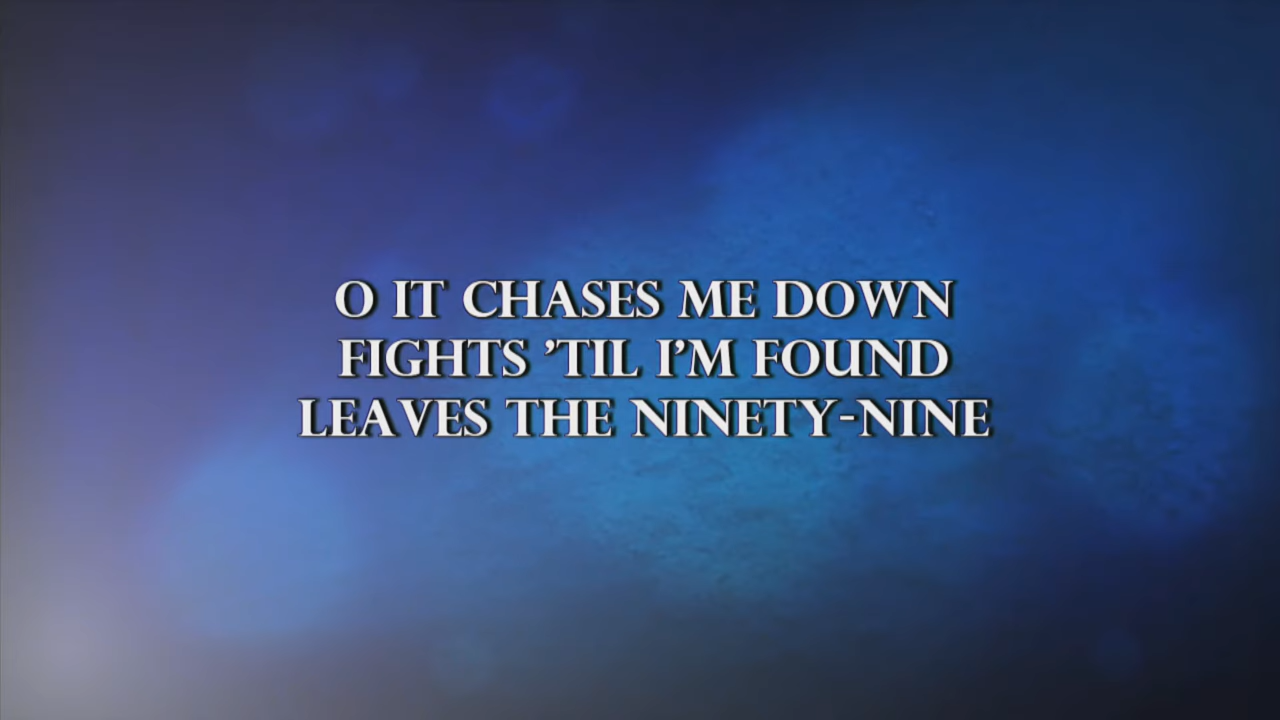 O IT CHASES ME DOWN
FIGHTS ’TIL I’M FOUND
LEAVES THE NINETY-NINE